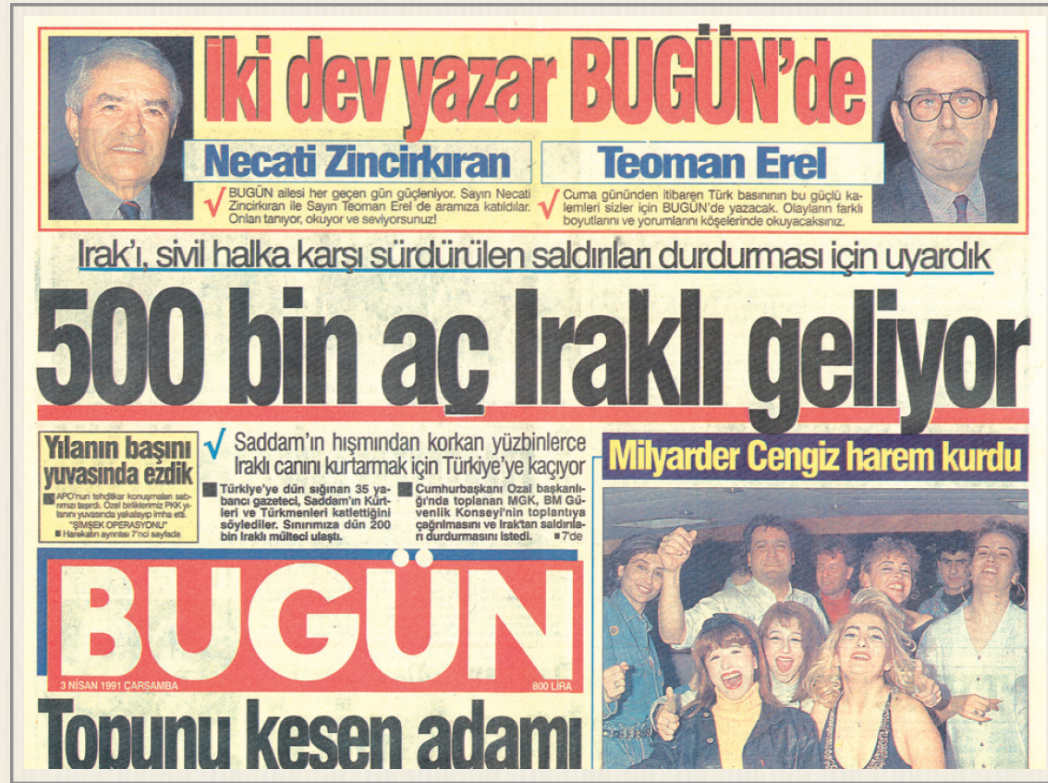 İki dev yazar BUGÜN'de
Necati Zincirkıran
√ BUGÜN ailesi her geçen gün güçleniyor. Sayın Necati
Zincirkıran ile Sayın Teoman Erel de aramıza katıldılar.
Onları tanıyor, okuyor ve seviyorsunuz!
Teoman Erel
√ Cuma gününden itibaren Türk basınının bu güçlü ka-
lemleri sizler için BUGÜN'de yazacak. Olayların farklı
boyutlarını ve yorumlarını köşelerinde okuyacaksınız.
Irak'ı, sivil halka karşı sürdürülen saldırıları durdurması için uyardık
500 bin aç Iraklı geliyor
Yılanın başını
yuvasında ezdik
■ APO'nun tehditkar konuşmaları sab-
rımızı taşırdı. Özel birliklerimiz PKK yı-
lanını yuvasında yakalayıp imha etti.
"ŞİMŞEK OPERASYONU"
■ Harekatın ayrıntısı 7'nci sayfada
√ Saddam'ın hışmından korkan yüzbinlerce
Iraklı canını kurtarmak için Türkiye'ye kaçıyor
■ Türkiye'ye dün sığınan 35 ya-
bancı gazeteci, Saddam'ın Kürt-
leri ve Türkmenleri katlettiğini
söylediler. Sınırımıza dün 200
bin Iraklı mülteci ulaştı.
■ Cumhurbaşkanı Özal başkanlı-
ğı'nda toplanan MGK, BM Gü-
venlik Konseyi'nin toplantıya
çağrılmasını ve Irak'tan saldırıla-
rı durdurmasını istedi. ■ 7'de
Milyarder Cengiz harem kurdu
BUGÜN
3 NİSAN 1991 ÇARŞAMBA
800 LİRA
Topunu kesen adamı